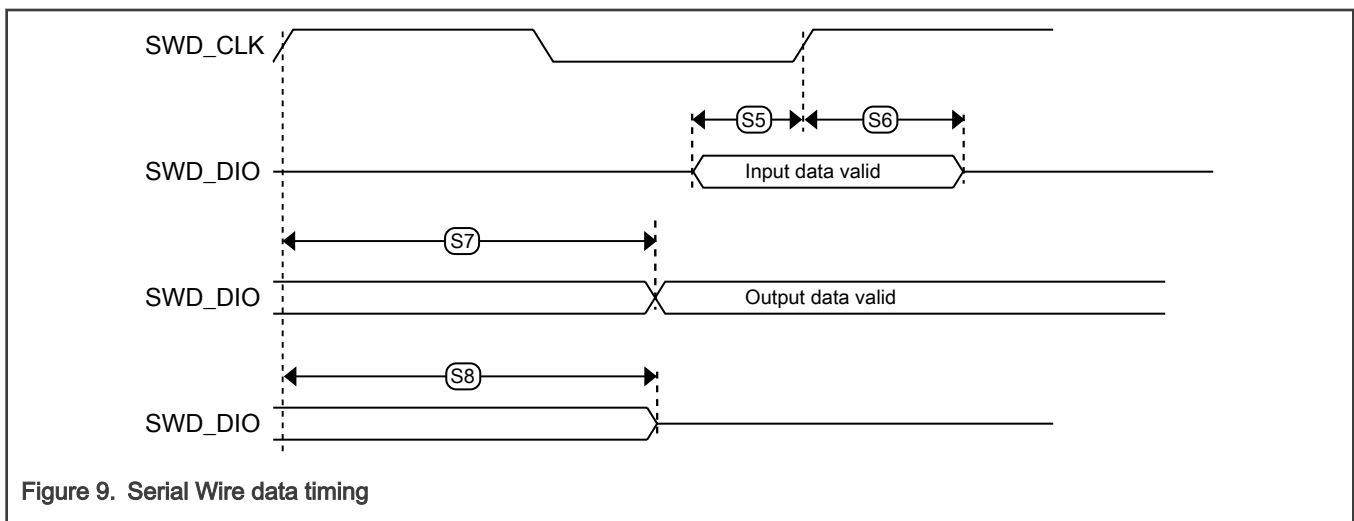 SWD_CLK
S5
S6
SWD_DIO
Input data valid
S7
SWD_DIO
Output data valid
S8
SWD_DIO
Figure 9. Serial Wire data timing